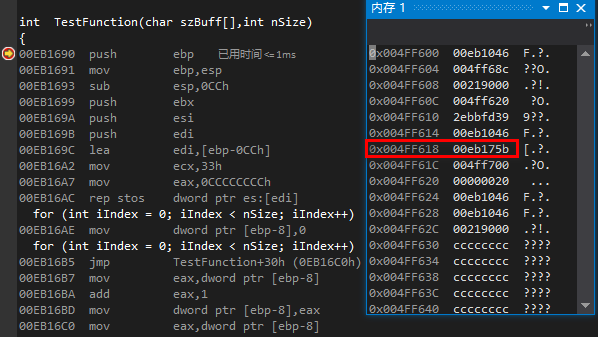 int  TestFunction(char szBuff[],int nSize)
{
00EB1690  push        ebp  已用时间<=1ms
00EB1691  mov         ebp,esp
00EB1693  sub         esp,0CCh
00EB1699  push        ebx
00EB169A  push        esi
00EB169B  push        edi
00EB169C  lea         edi,[ebp-0CCh]
00EB16A2  mov         ecx,33h
00EB16A7  mov         eax,0CCCCCCCCh
00EB16AC  rep stos    dword ptr es:[edi]
for (int iIndex = 0; iIndex < nSize; iIndex++)
00EB16AE  mov         dword ptr [ebp-8],0
for (int iIndex = 0; iIndex < nSize; iIndex++)
00EB16B5  jmp         TestFunction+30h (0EB16C0h)
00EB16B7  mov         eax,dword ptr [ebp-8]
00EB16BA  add         eax,1
00EB16BD  mov         dword ptr [ebp-8],eax
00EB16C0  mov         eax,dword ptr [ebp-8]
内存 1
0x004FF600  00eb1046  F.?.
0x004FF604  004ff68c  ??O.
0x004FF608  00219000  .?!.
0x004FF60C  004ff620   ?O.
0x004FF610  2ebbfd39  9??.
0x004FF614  00eb1046  F.?.
0x004FF618  00eb175b  [.?.
0x004FF61C  004ff700  .?O.
0x004FF620  00000020   ...
0x004FF624  00eb1046  F.?.
0x004FF628  00eb1046  F.?.
0x004FF62C  00219000  .?!.
0x004FF630  cccccccc  ????
0x004FF634  cccccccc  ????
0x004FF638  cccccccc  ????
0x004FF63C  cccccccc  ????
0x004FF640  cccccccc  ????